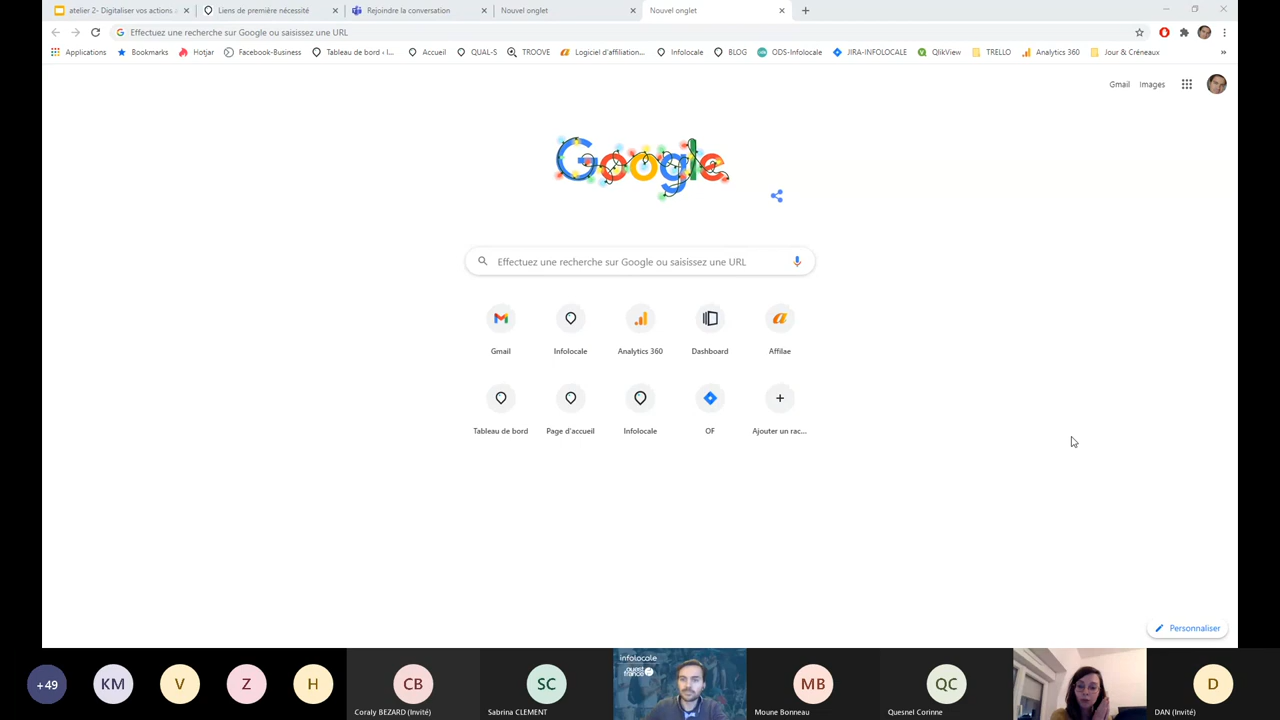 atelier 2- Digitaliser vos actions à
Liens de première nécessité
Rejoindre la conversation
Nouvel onglet
Nouvel onglet
Effectuez une recherche sur Google ou saisissez une URL
Applications
Bookmarks
Hotjar
Facebook-Business
Tableau de bord ‹ I...
Accueil
QUAL-S
TROOVE
Logiciel d'affiliation...
Infolocale
BLOG
ODS-Infolocale
JIRA-INFOLOCALE
QlikView
TRELLO
Analytics 360
Jour & Créneaux
»
Gmail
Images
Google
Effectuez une recherche sur Google ou saisissez une URL
Gmail
Infolocale
Analytics 360
Dashboard
Affilae
Tableau de bord
Page d'accueil
Infolocale
OF
Ajouter un rac...
Personnaliser
+49
KM
V
Z
H
CB
Coraly BEZARD (Invité)
SC
Sabrina CLEMENT
infolocale
ouest
france
MB
Moune Bonneau
QC
Quesnel Corinne
D
DAN (Invité)